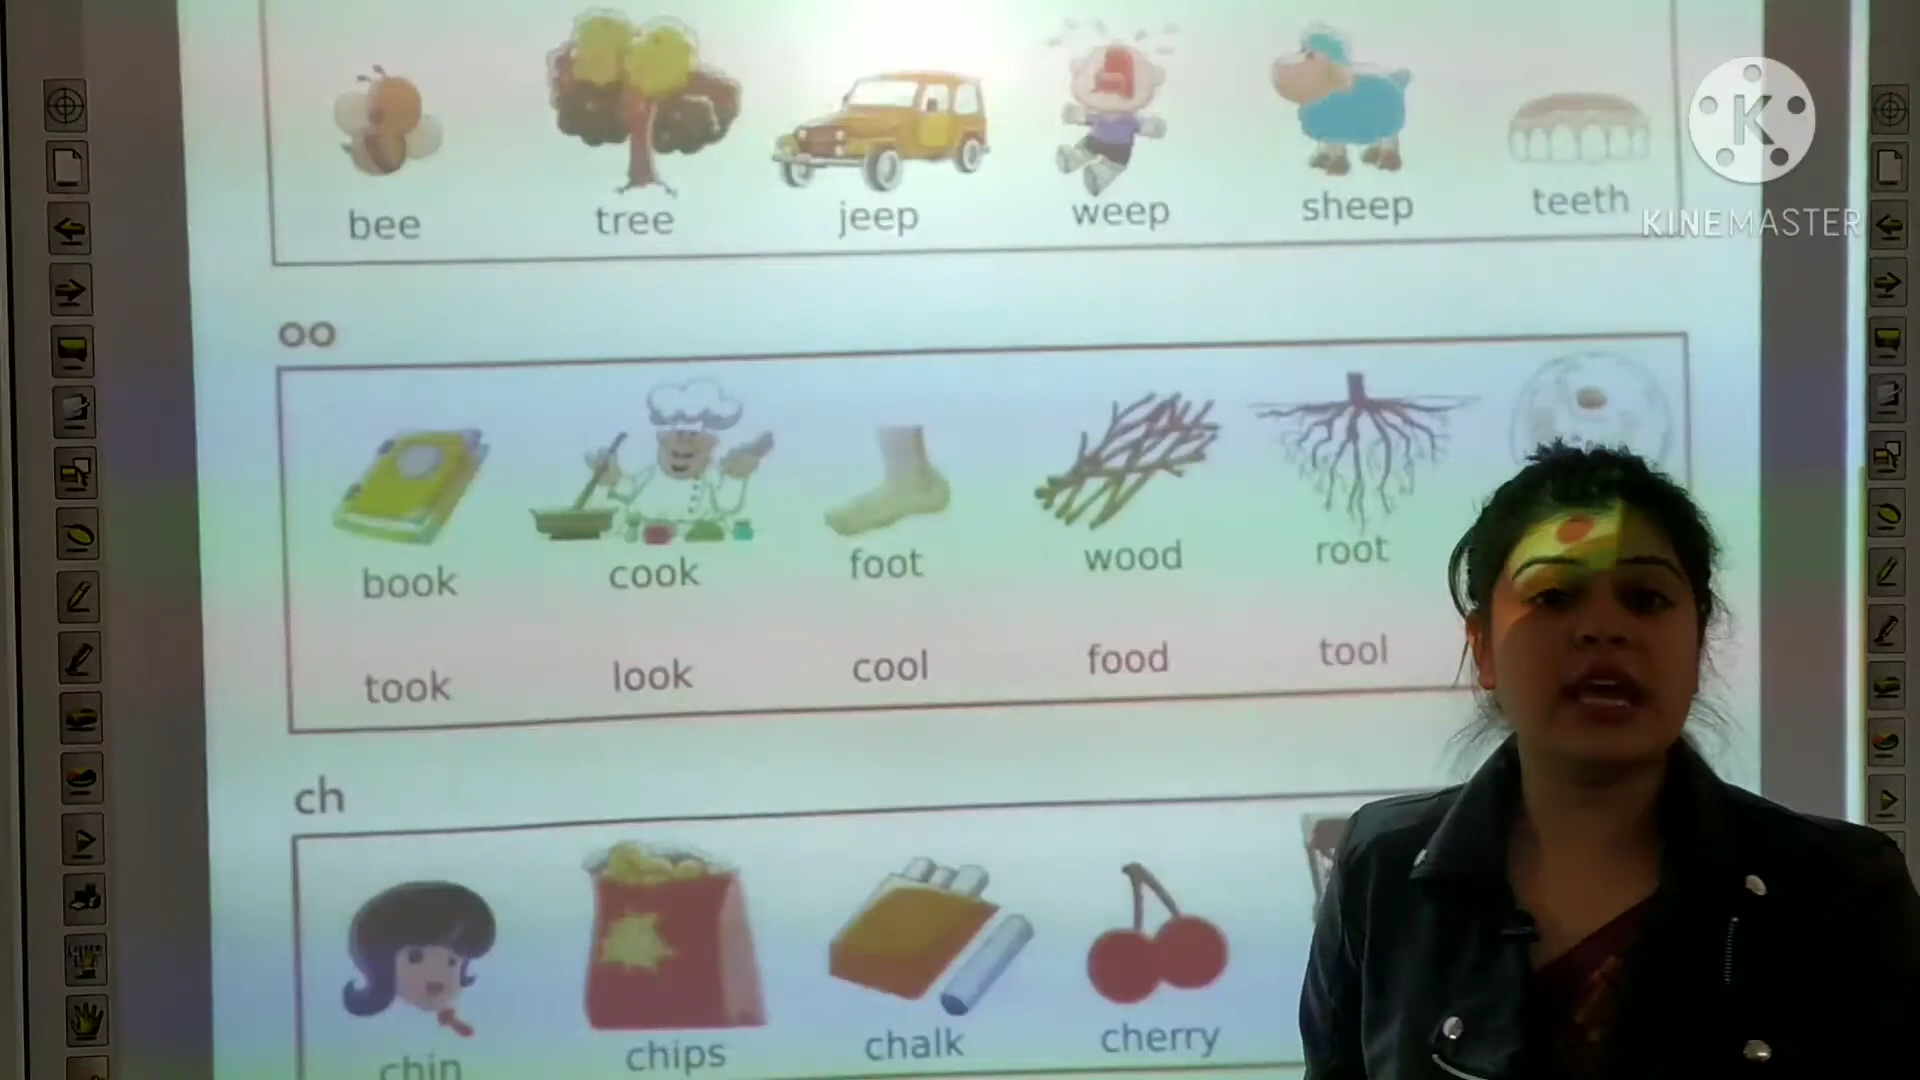 bee tree jeep weep sheep teeth
KINEMASTER
oo
book cook foot wood root
took look cool food tool
ch
chin chips chalk cherry